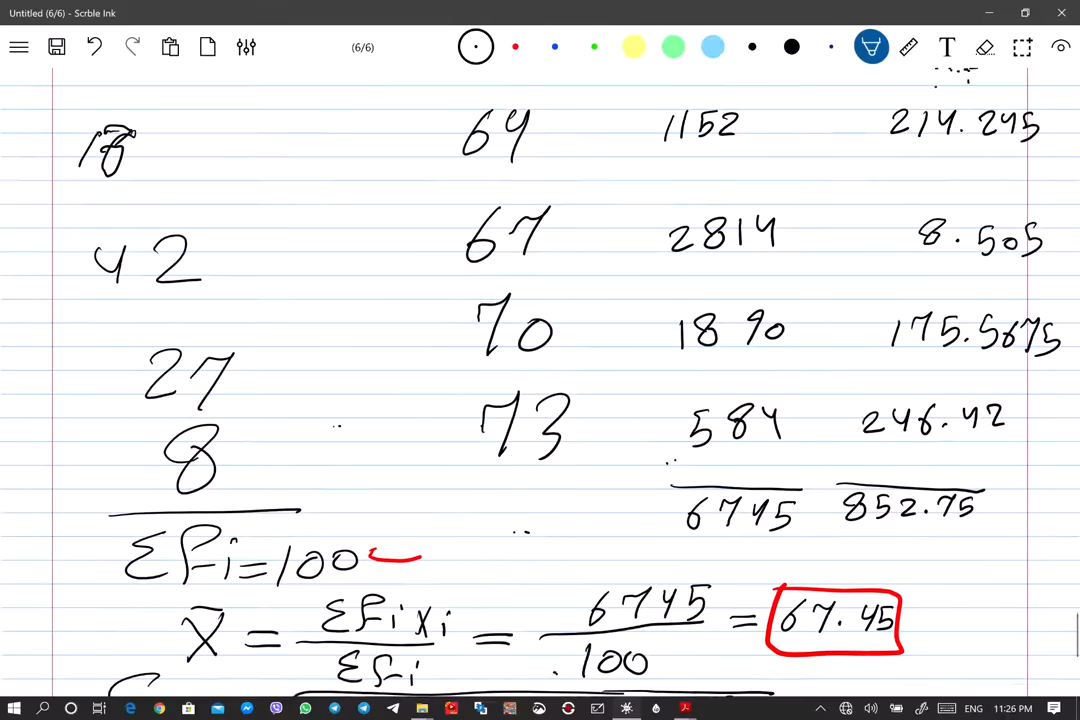 Untitled (6/6) - Scrble Ink
(6/6)
18 64 1152 214.245
42 67 2814 8.505
27 70 1890 175.5675
8 73 584 246.42
6745 852.75
Σfi=100
X̄ = Σfixi / Σfi = 6745 / 100 = 67.45
ENG 11:26 PM